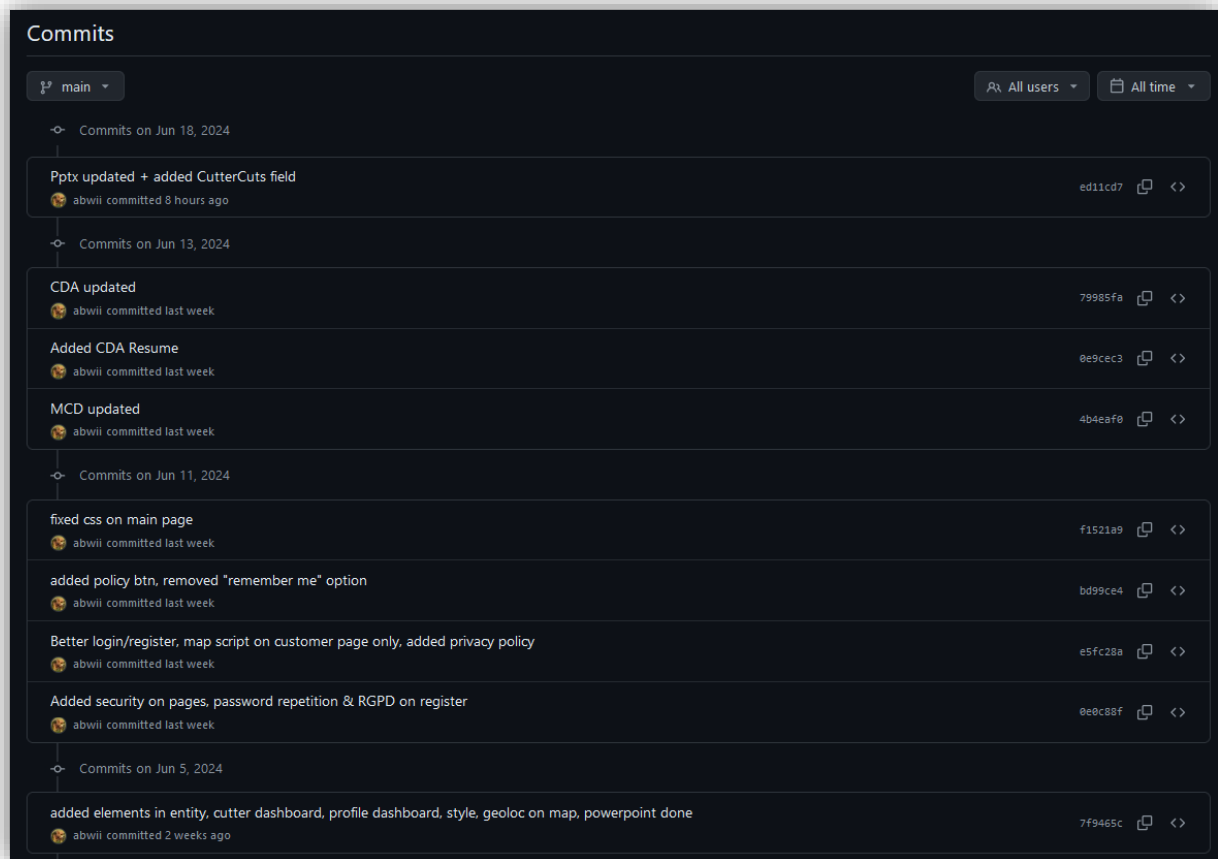 Commits
main
All users
All time
Commits on Jun 18, 2024
Pptx updated + added CutterCuts field
abwii committed 8 hours ago
ed11cd7
Commits on Jun 13, 2024
CDA updated
abwii committed last week
79985fa
Added CDA Resume
abwii committed last week
0e9cec3
MCD updated
abwii committed last week
4b4eaf0
Commits on Jun 11, 2024
fixed css on main page
abwii committed last week
f1521a9
added policy btn, removed "remember me" option
abwii committed last week
bd99ce4
Better login/register, map script on customer page only, added privacy policy
abwii committed last week
e5fc28a
Added security on pages, password repetition & RGPD on register
abwii committed last week
0e0c88f
Commits on Jun 5, 2024
added elements in entity, cutter dashboard, profile dashboard, style, geoloc on map, powerpoint done
abwii committed 2 weeks ago
7f9465c